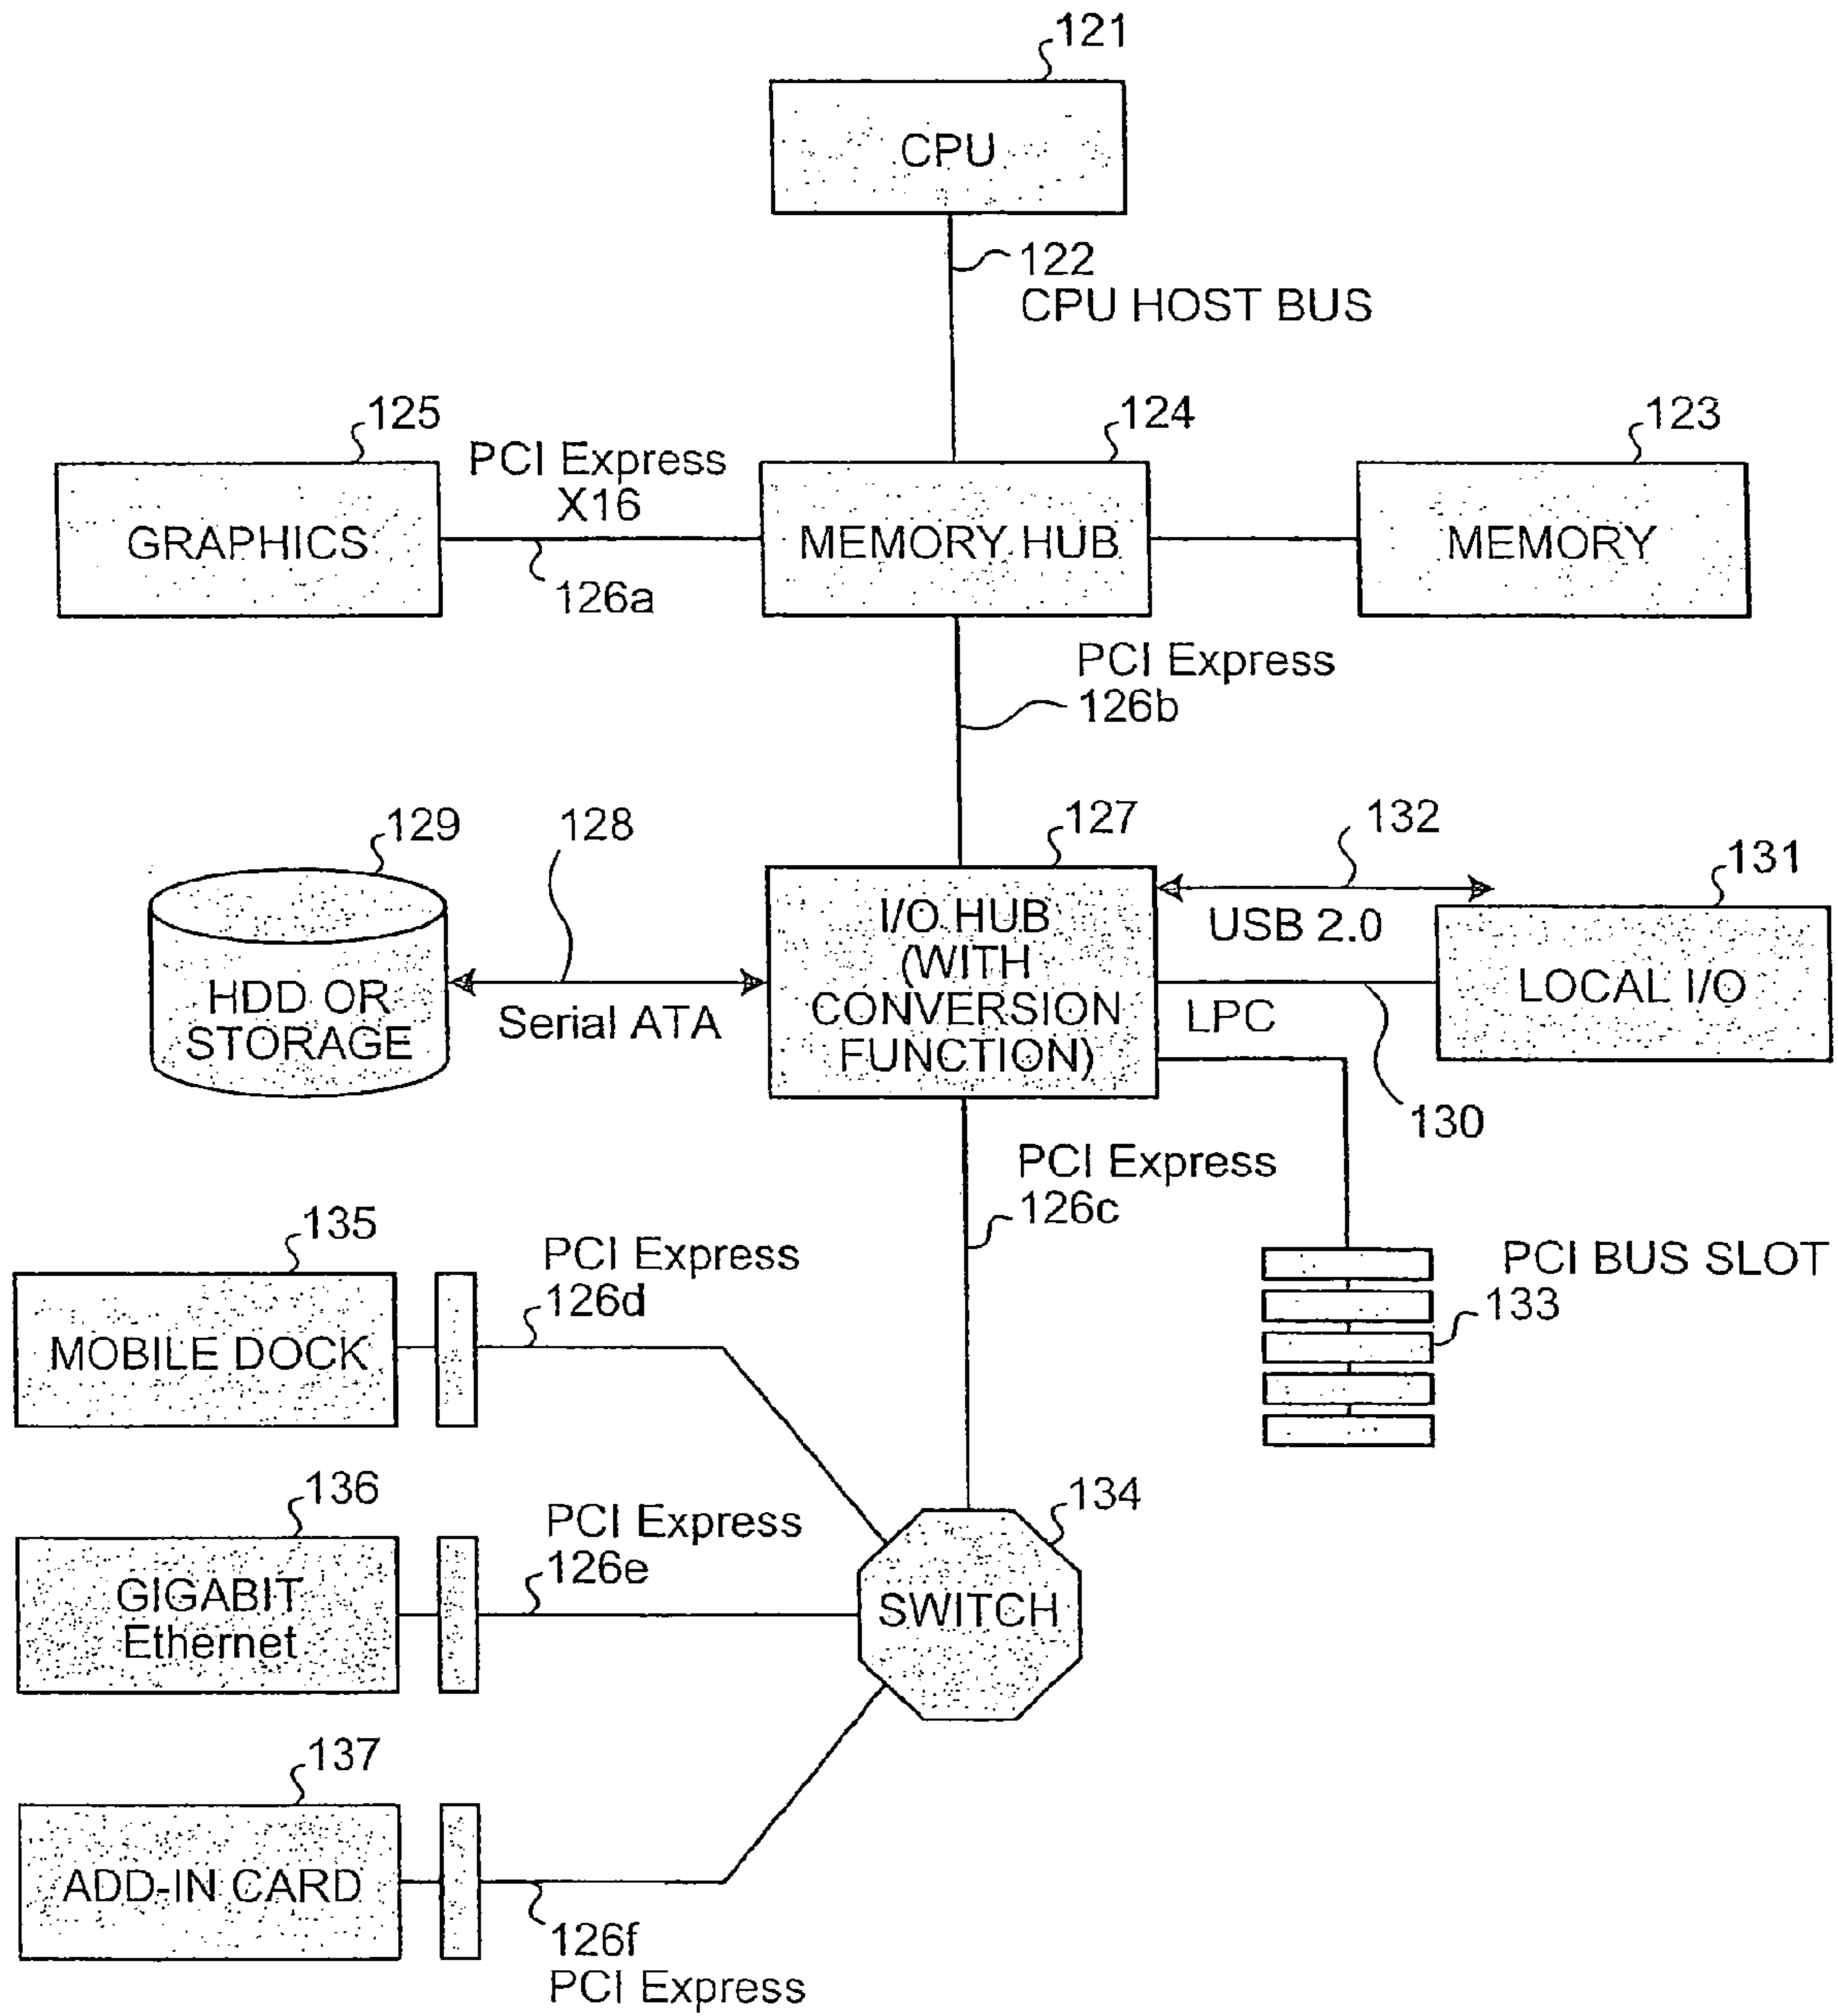 121
CPU
122
CPU HOST BUS
125
PCI Express
X16
124
123
GRAPHICS
MEMORY HUB
MEMORY
126a
PCI Express
126b
129
128
127
132
131
I/O HUB
(WITH
CONVERSION
FUNCTION)
USB 2.0
HDD OR
STORAGE
Serial ATA
LPC
LOCAL I/O
130
PCI Express
126c
135
PCI Express
126d
MOBILE DOCK
PCI BUS SLOT
133
136
PCI Express
126e
134
GIGABIT
Ethernet
SWITCH
137
ADD-IN CARD
126f
PCI Express